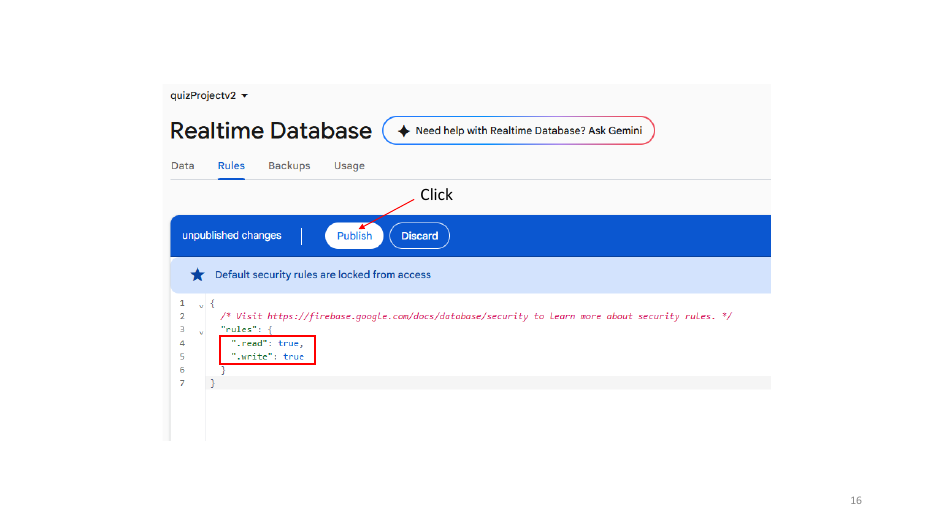 quizProjectv2
Realtime Database
Need help with Realtime Database? Ask Gemini
Data Rules Backups Usage
Click
unpublished changes Publish Discard
Default security rules are locked from access
1 {
2 /* Visit https://firebase.google.com/docs/database/security to learn more about security rules. */
3 "rules": {
4 ".read": true,
5 ".write": true
6 }
7 }
16